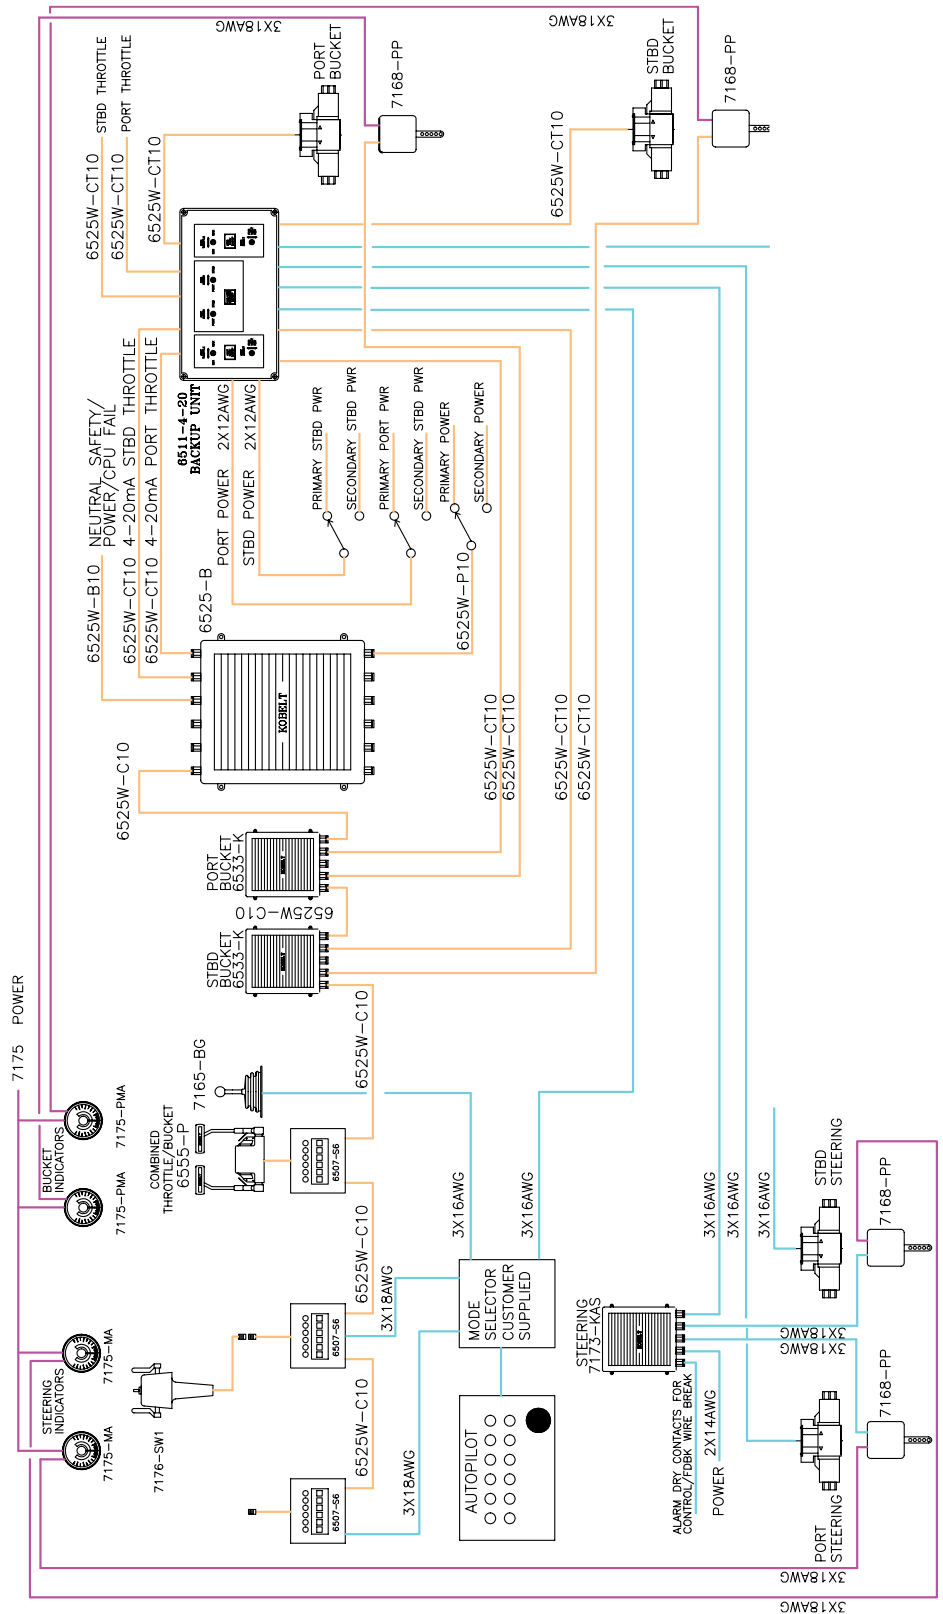 7175 POWER
BUCKET
INDICATORS
7175-PMA
7175-PMA
STEERING
INDICATORS
7175-MA
7175-MA
7176-SW1
COMBINED
THROTTLE/BUCKET
6555-P
7165-BG
6507-S6
6507-S6
6507-S6
6525W-C10
6525W-C10
6525W-C10
3X18AWG
3X18AWG
MODE
SELECTOR
CUSTOMER
SUPPLIED
AUTOPILOT
3X16AWG
3X16AWG
STEERING
7173-KAS
KOBELT
ALARM DRY CONTACTS FOR
CONTROL/FDBK WIRE BREAK
POWER 2X14AWG
3X16AWG
3X16AWG
3X16AWG
STBD
STEERING
7168-PP
3X18AWG
3X18AWG
7168-PP
PORT
STEERING
3X18AWG
3X18AWG
STBD
BUCKET
6533-K
KOBELT
PORT
BUCKET
6533-K
KOBELT
6525W-C10
6525W-C10
6525-B
KOBELT
6525W-B10 NEUTRAL SAFETY/
POWER/CPU FAIL
6525W-CT10 4-20mA STBD THROTTLE
6525W-CT10 4-20mA PORT THROTTLE
6511-4-20
BACKUP UNIT
PORT POWER 2X12AWG
STBD POWER 2X12AWG
PRIMARY STBD PWR
SECONDARY STBD PWR
PRIMARY PORT PWR
SECONDARY STBD PWR
PRIMARY POWER
SECONDARY POWER
6525W-P10
6525W-CT10
6525W-CT10
6525W-CT10
6525W-CT10
6525W-CT10 STBD THROTTLE
6525W-CT10 PORT THROTTLE
6525W-CT10
PORT
BUCKET
7168-PP
3X18AWG
6525W-CT10
STBD
BUCKET
7168-PP
3X18AWG